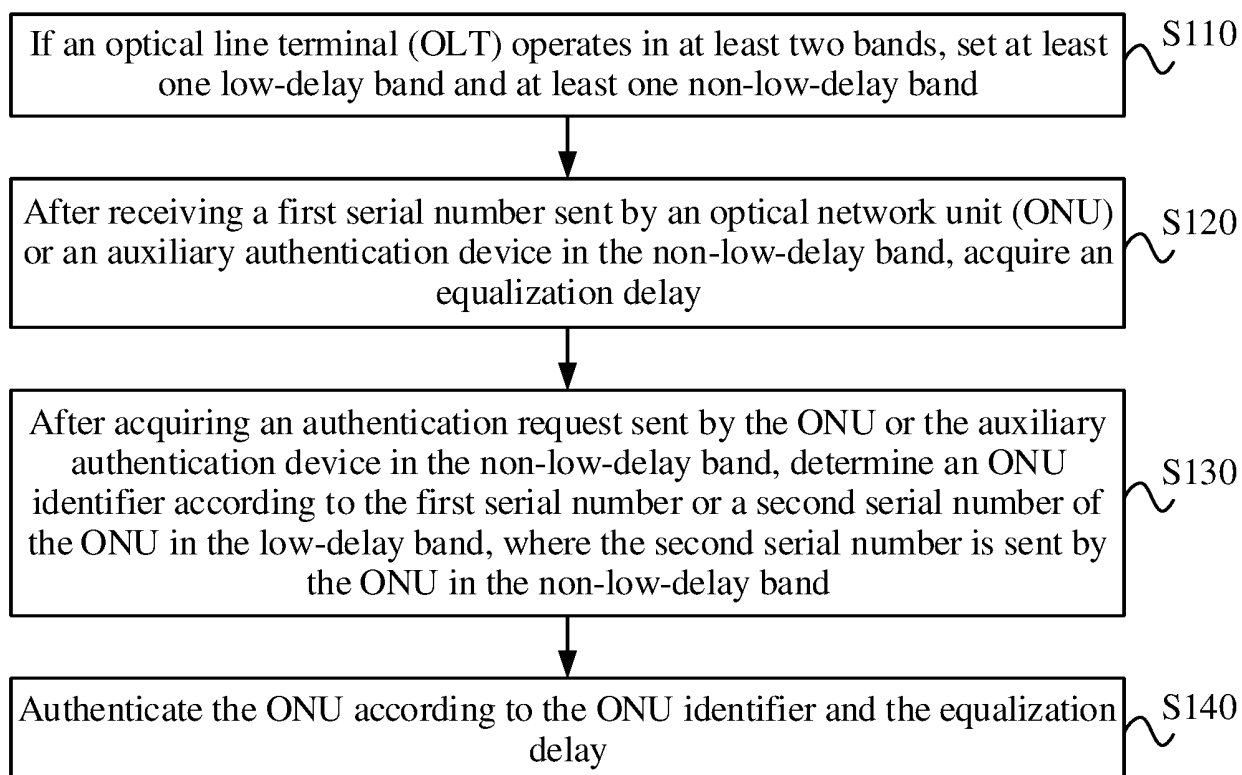 If an optical line terminal (OLT) operates in at least two bands, set at least
one low-delay band and at least one non-low-delay band
S110
After receiving a first serial number sent by an optical network unit (ONU)
or an auxiliary authentication device in the non-low-delay band, acquire an
equalization delay
S120
After acquiring an authentication request sent by the ONU or the auxiliary
authentication device in the non-low-delay band, determine an ONU
identifier according to the first serial number or a second serial number of
the ONU in the low-delay band, where the second serial number is sent by
the ONU in the non-low-delay band
S130
Authenticate the ONU according to the ONU identifier and the equalization
delay
S140